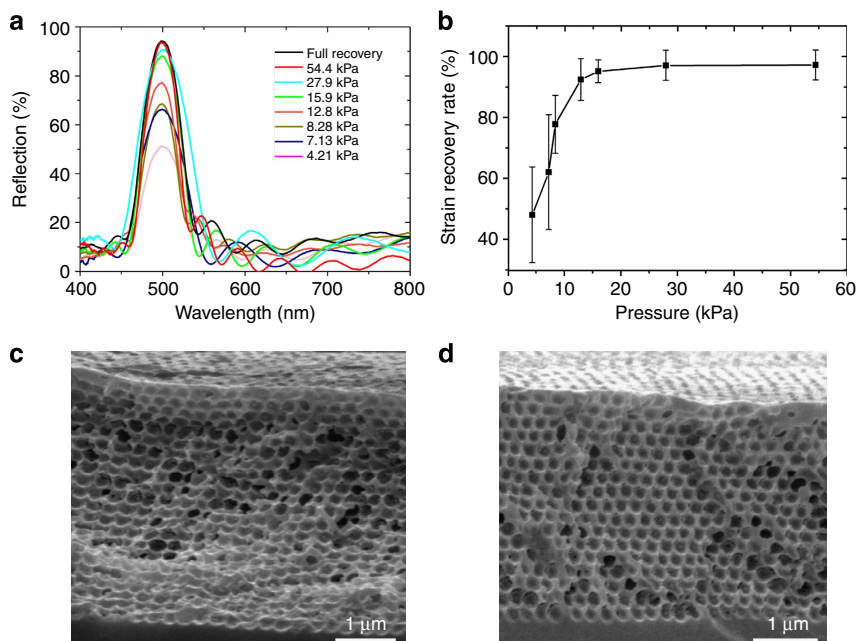 a
100
80
60
40
20
0
Reflection (%)
400 500 600 700 800
Wavelength (nm)
Full recovery
54.4 kPa
27.9 kPa
15.9 kPa
12.8 kPa
8.28 kPa
7.13 kPa
4.21 kPa
b
100
80
60
40
Strain recovery rate (%)
0 10 20 30 40 50 60
Pressure (kPa)
c
1 μm
d
1 μm